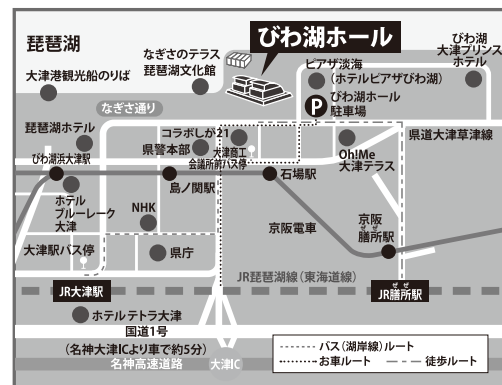 琵琶湖
びわ湖ホール
なぎさのテラス
琵琶湖文化館
大津港観光船のりば
ピアザ淡海
(ホテルピアザびわ湖)
びわ湖
大津プリンス
ホテル
P
びわ湖ホール
駐車場
なぎさ通り
琵琶湖ホテル
コラボしが21
県警本部
大津商工
会議所前バス停
県道大津草津線
Oh!Me
大津テラス
びわ湖浜大津駅
島ノ関駅
石場駅
ホテル
ブルーレーク
大津
NHK
京阪電車
京阪
膳所駅
ぜぜ
大津駅バス停
県庁
JR琵琶湖線(東海道線)
JR大津駅
JR膳所駅
ぜぜ
ホテルテトラ大津
国道1号
(名神大津ICより車で約5分)
名神高速道路
大津IC
バス(湖岸線)ルート
お車ルート
徒歩ルート